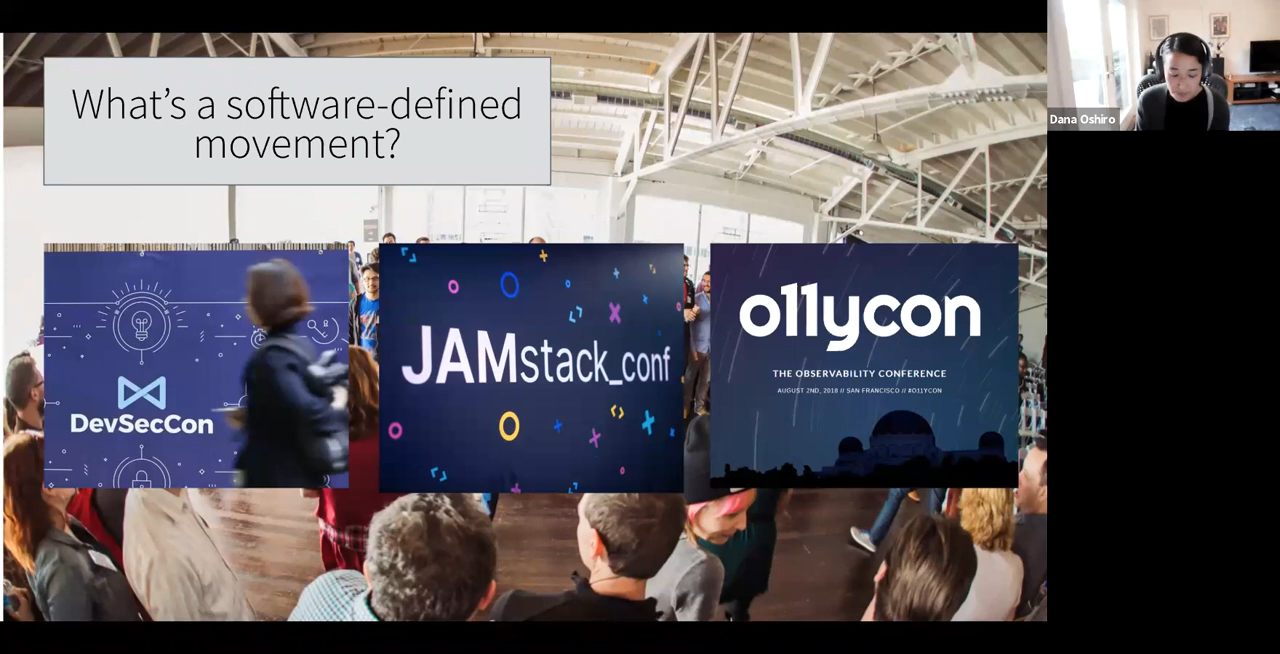 What's a software-defined
movement?
DevSecCon
JAMstack_conf
o11ycon
THE OBSERVABILITY CONFERENCE
AUGUST 2ND, 2018 // SAN FRANCISCO // #O11YCON
Dana Oshiro